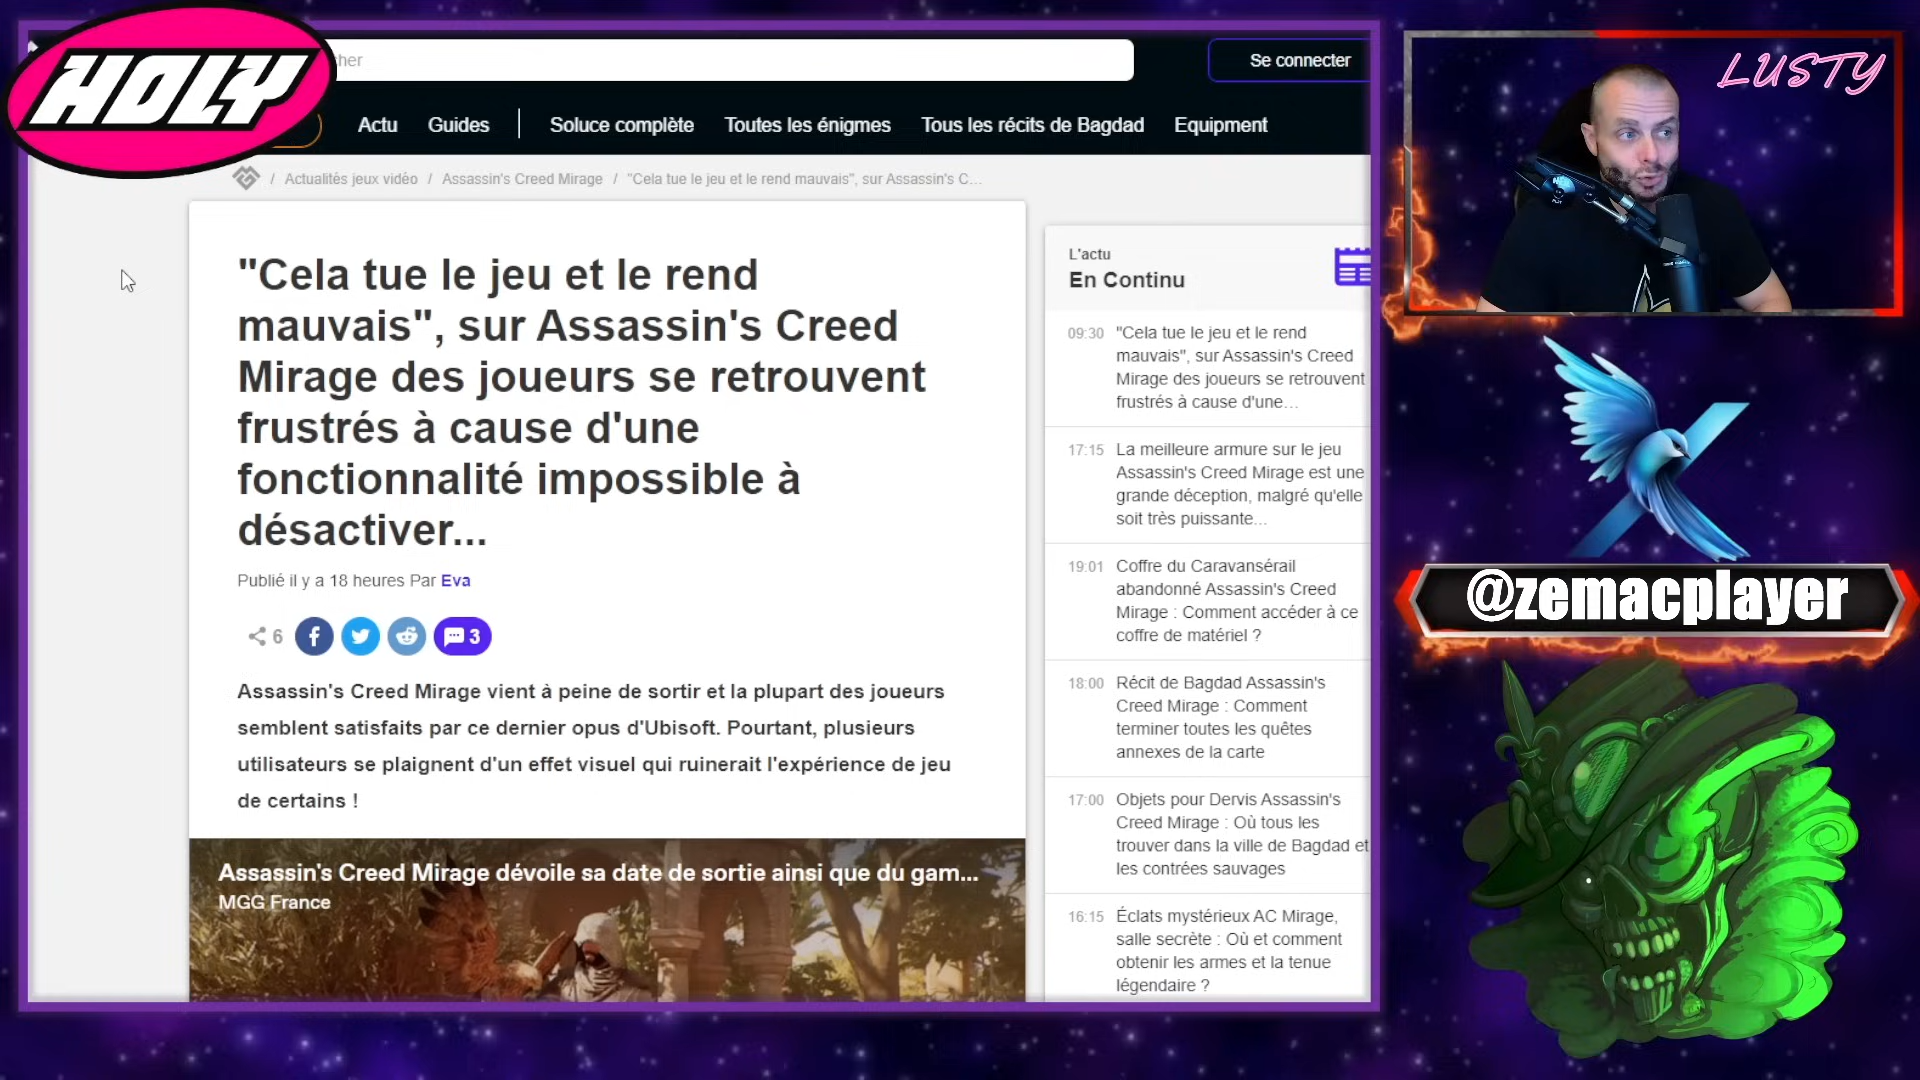 HOLY
cher
Se connecter
Actu
Guides
Soluce complète
Toutes les énigmes
Tous les récits de Bagdad
Equipment
/ Actualités jeux vidéo / Assassin's Creed Mirage / "Cela tue le jeu et le rend mauvais", sur Assassin's C...
"Cela tue le jeu et le rend
mauvais", sur Assassin's Creed
Mirage des joueurs se retrouvent
frustrés à cause d'une
fonctionnalité impossible à
désactiver...
Publié il y a 18 heures Par Eva
6
3
Assassin's Creed Mirage vient à peine de sortir et la plupart des joueurs
semblent satisfaits par ce dernier opus d'Ubisoft. Pourtant, plusieurs
utilisateurs se plaignent d'un effet visuel qui ruinerait l'expérience de jeu
de certains !
Assassin's Creed Mirage dévoile sa date de sortie ainsi que du gam...
MGG France
L'actu
En Continu
09:30 "Cela tue le jeu et le rend
mauvais", sur Assassin's Creed
Mirage des joueurs se retrouvent
frustrés à cause d'une...
17:15 La meilleure armure sur le jeu
Assassin's Creed Mirage est une
grande déception, malgré qu'elle
soit très puissante...
19:01 Coffre du Caravansérail
abandonné Assassin's Creed
Mirage : Comment accéder à ce
coffre de matériel ?
18:00 Récit de Bagdad Assassin's
Creed Mirage : Comment
terminer toutes les quêtes
annexes de la carte
17:00 Objets pour Dervis Assassin's
Creed Mirage : Où tous les
trouver dans la ville de Bagdad et
les contrées sauvages
16:15 Éclats mystérieux AC Mirage,
salle secrète : Où et comment
obtenir les armes et la tenue
légendaire ?
LUSTY
@zemacplayer